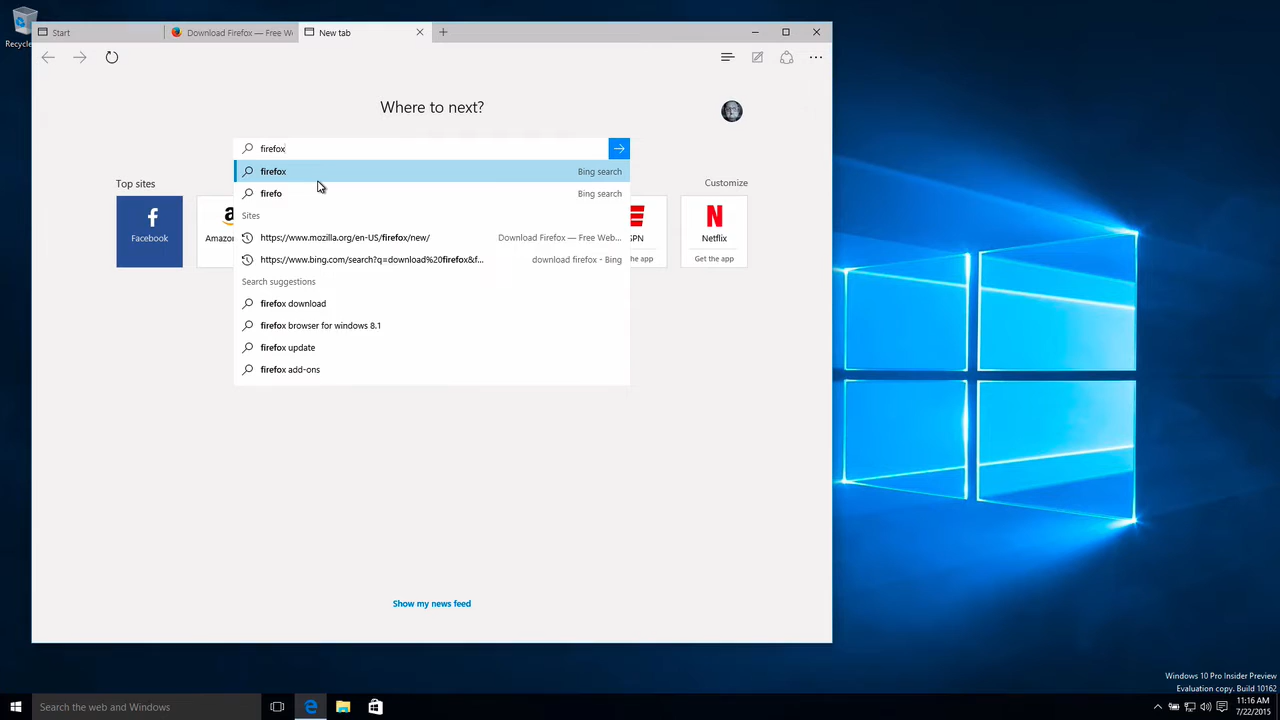 Recycle
Start
Download Firefox — Free We
New tab
Where to next?
firefox
firefox
Bing search
firefo
Bing search
Top sites
Customize
Sites
Facebook
Amazon
https://www.mozilla.org/en-US/firefox/new/
Download Firefox — Free Web...
PN
Netflix
https://www.bing.com/search?q=download%20firefox&f...
download firefox - Bing
he app
Get the app
Search suggestions
firefox download
firefox browser for windows 8.1
firefox update
firefox add-ons
Show my news feed
Windows 10 Pro Insider Preview
Evaluation copy. Build 10162
Search the web and Windows
11:16 AM
7/22/2015